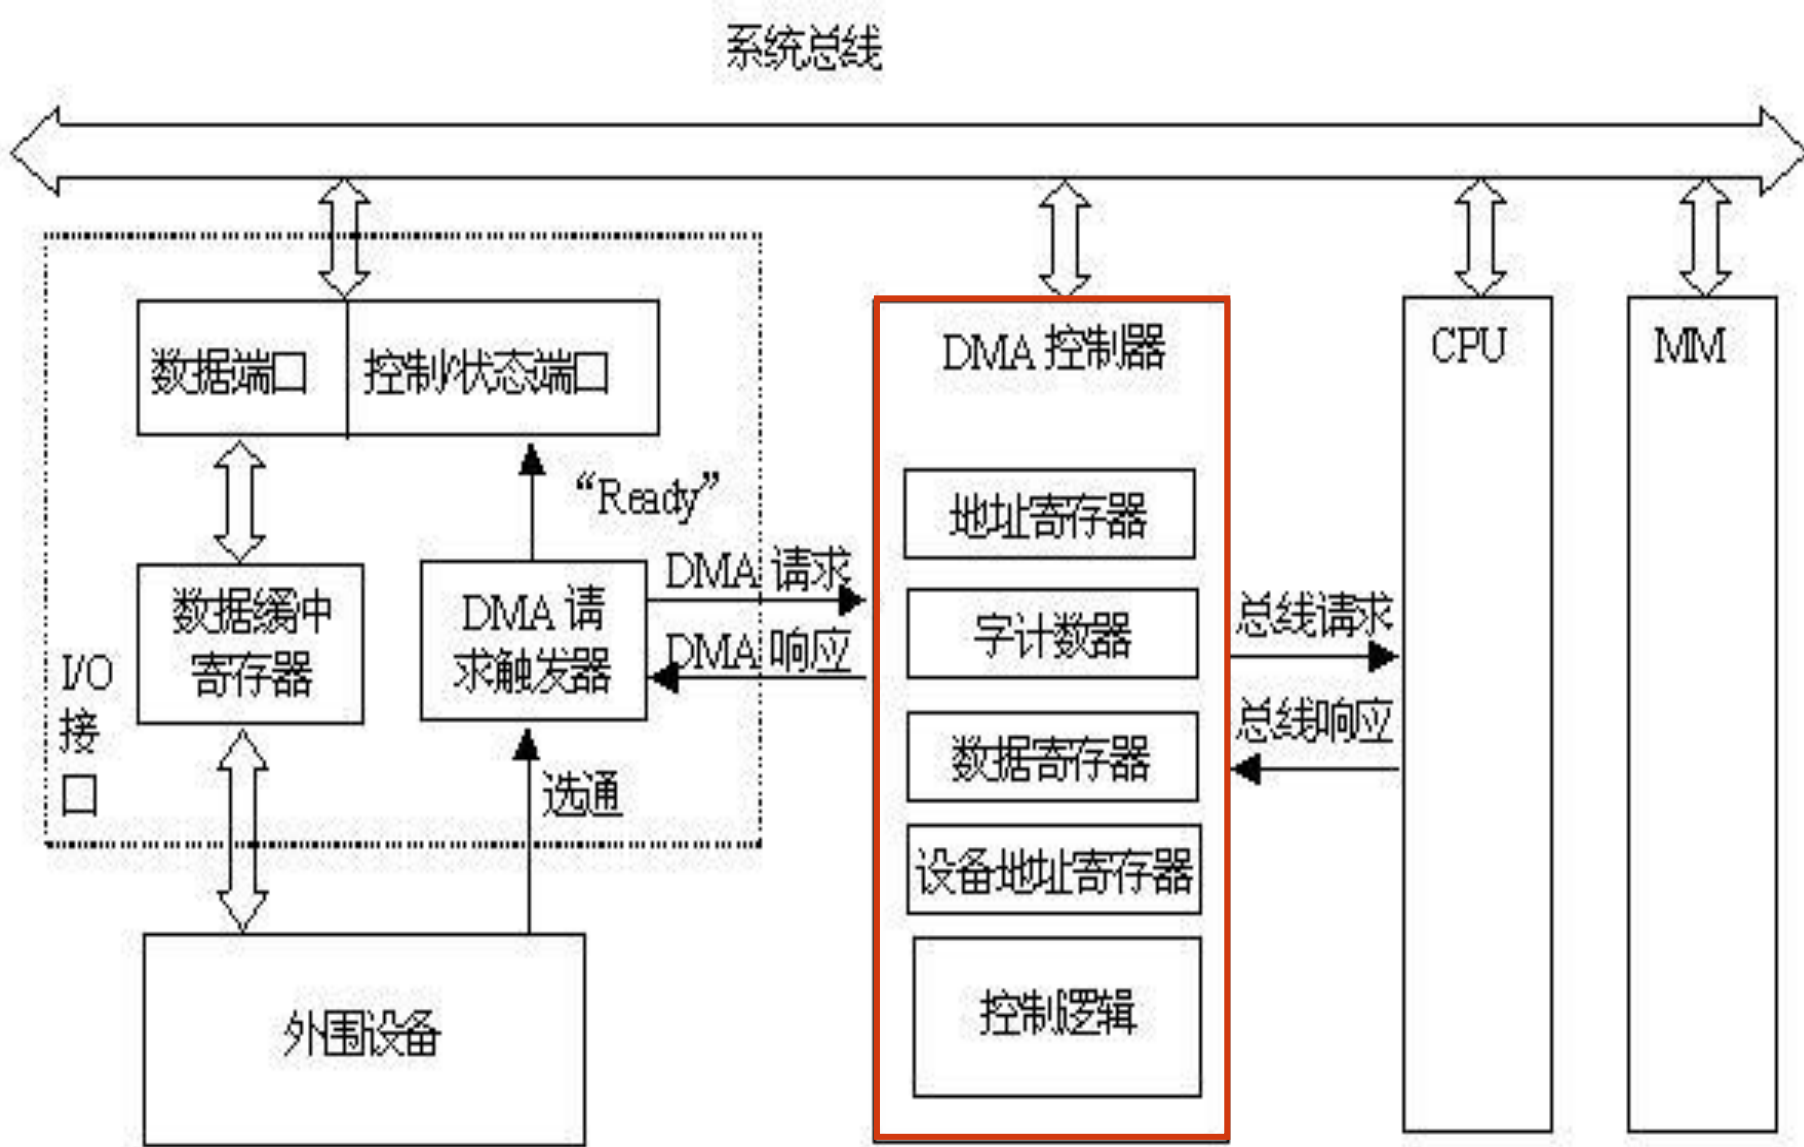 系统总线
数据端口
控制/状态端口
“Ready”
数据缓冲
寄存器
DMA 请
求触发器
I/O
接
口
选通
外围设备
DMA 请求
DMA 响应
DMA 控制器
地址寄存器
字计数器
数据寄存器
设备地址寄存器
控制逻辑
总线请求
总线响应
CPU
MM